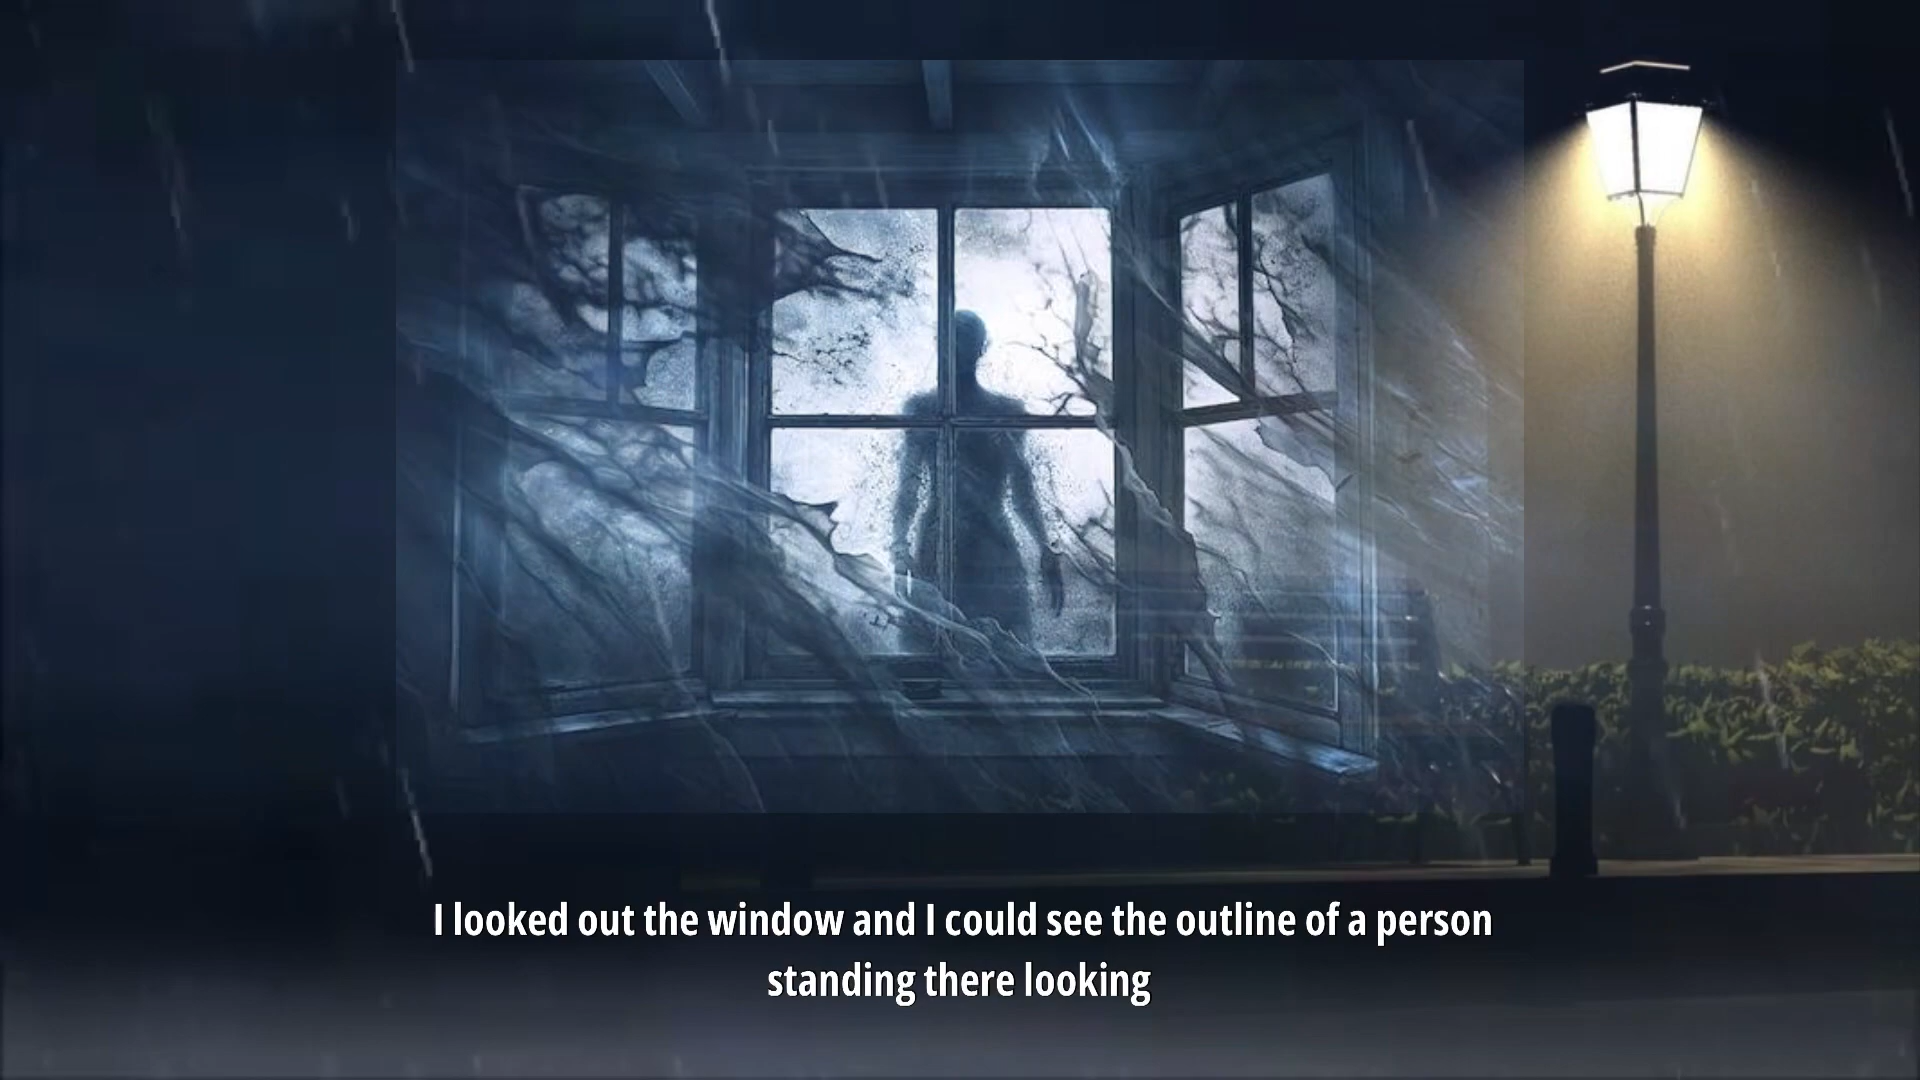 I looked out the window and I could see the outline of a person
standing there looking